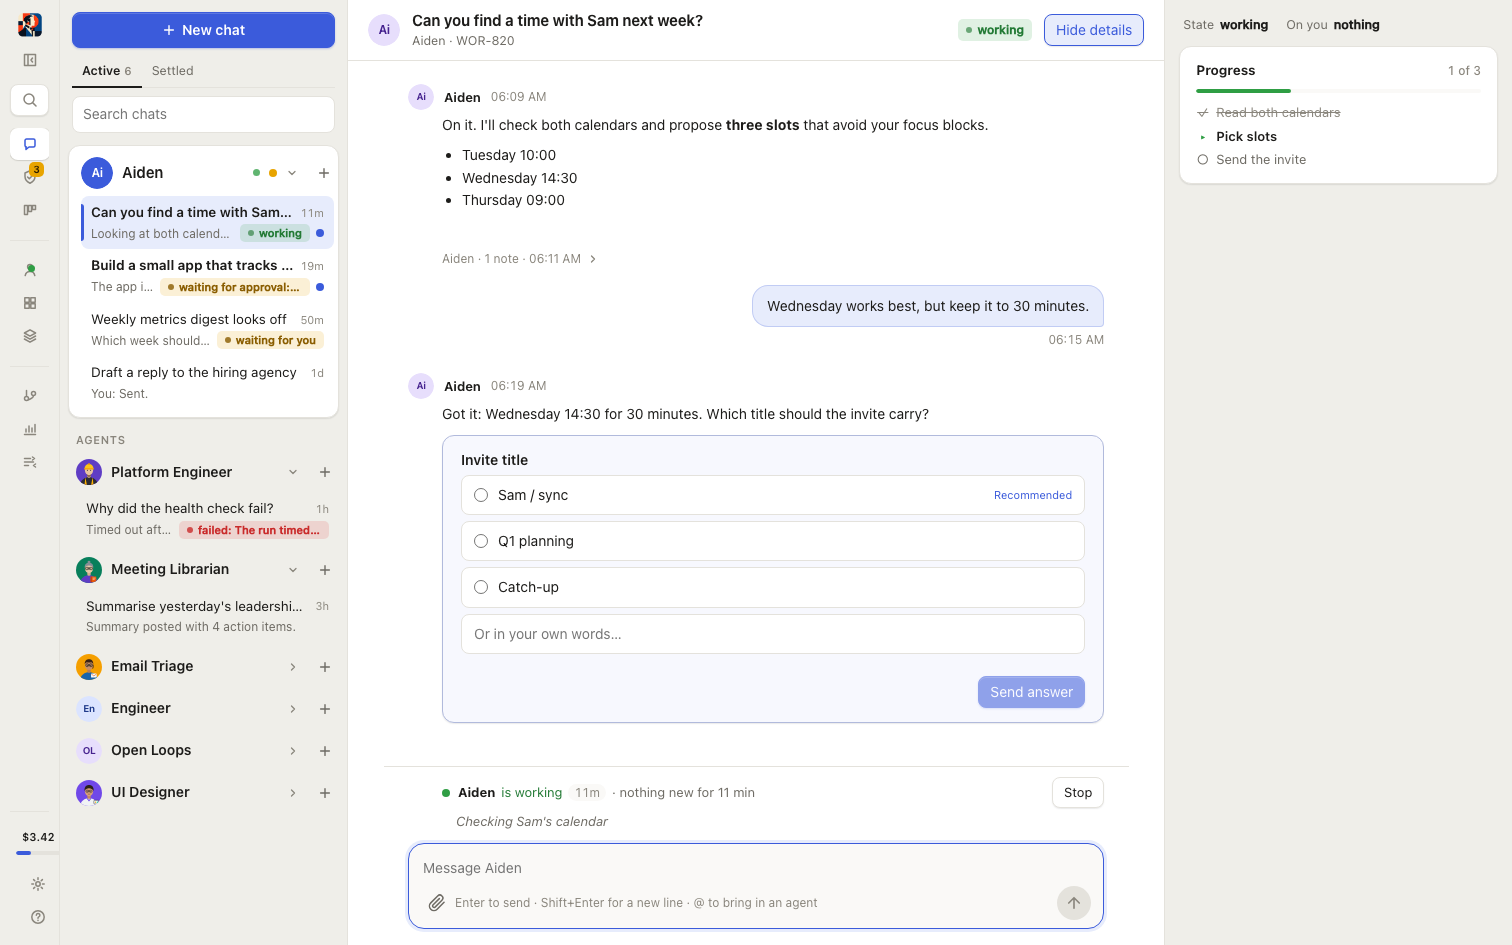 + New chat
Active 6
Settled
Search chats
3
Ai
Aiden
Can you find a time with Sam... 11m
Looking at both calend... working
Build a small app that tracks ... 19m
The app i... waiting for approval:...
Weekly metrics digest looks off 50m
Which week should... waiting for you
Draft a reply to the hiring agency 1d
You: Sent.
AGENTS
Platform Engineer
Why did the health check fail? 1h
Timed out aft... failed: The run timed...
Meeting Librarian
Summarise yesterday's leadershi... 3h
Summary posted with 4 action items.
Email Triage
En Engineer
OL Open Loops
UI Designer
$3.42
Ai
Can you find a time with Sam next week?
Aiden · WOR-820
working
Hide details
Ai Aiden 06:09 AM
On it. I'll check both calendars and propose three slots that avoid your focus blocks.
• Tuesday 10:00
• Wednesday 14:30
• Thursday 09:00
Aiden · 1 note · 06:11 AM
Wednesday works best, but keep it to 30 minutes.
06:15 AM
Ai Aiden 06:19 AM
Got it: Wednesday 14:30 for 30 minutes. Which title should the invite carry?
Invite title
Sam / sync Recommended
Q1 planning
Catch-up
Or in your own words...
Send answer
Aiden is working 11m · nothing new for 11 min
Stop
Checking Sam's calendar
Message Aiden
Enter to send · Shift+Enter for a new line · @ to bring in an agent
State working On you nothing
Progress 1 of 3
Read both calendars
Pick slots
Send the invite